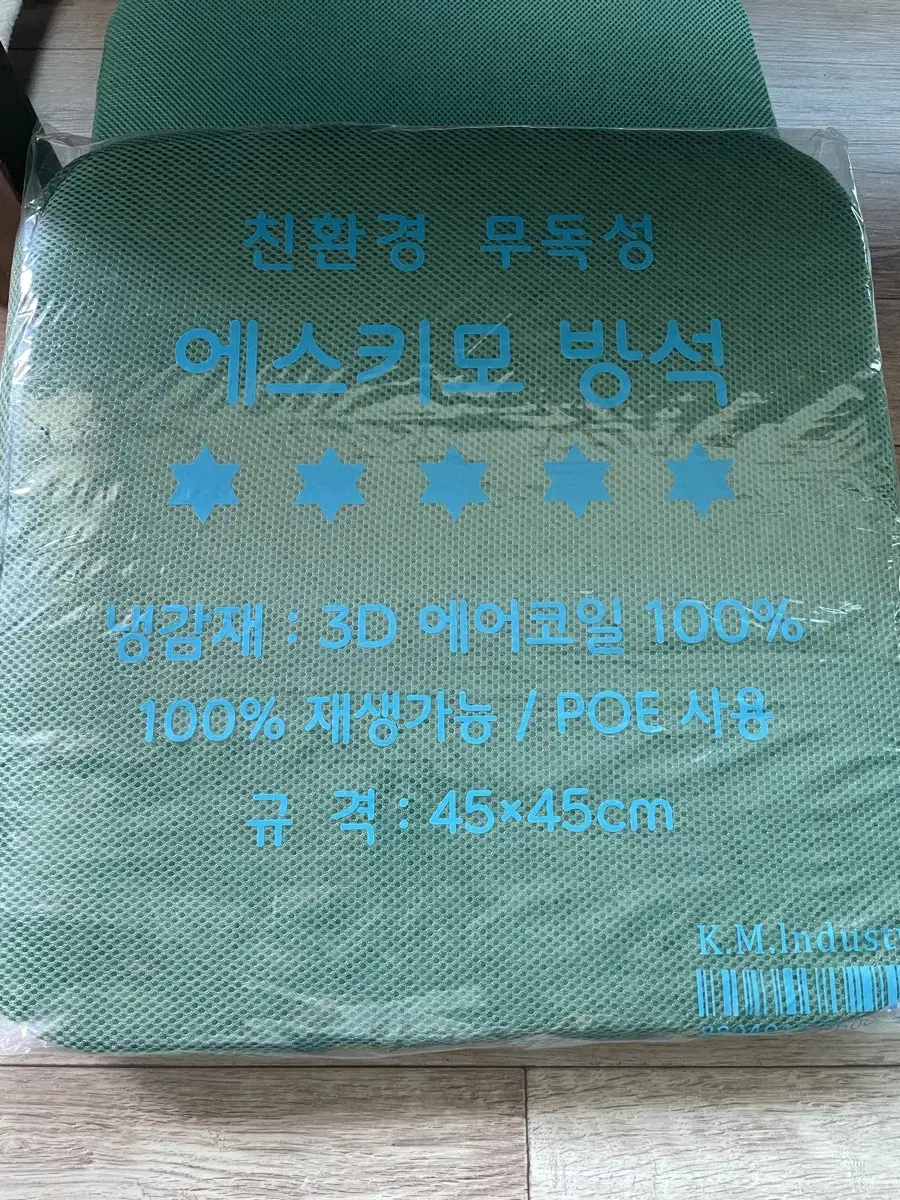 친환경 무독성
에스키모 방석
냉감재 : 3D 에어코일 100%
100% 재생가능 / POE 사용
규 격 : 45×45cm
K.M.Indust